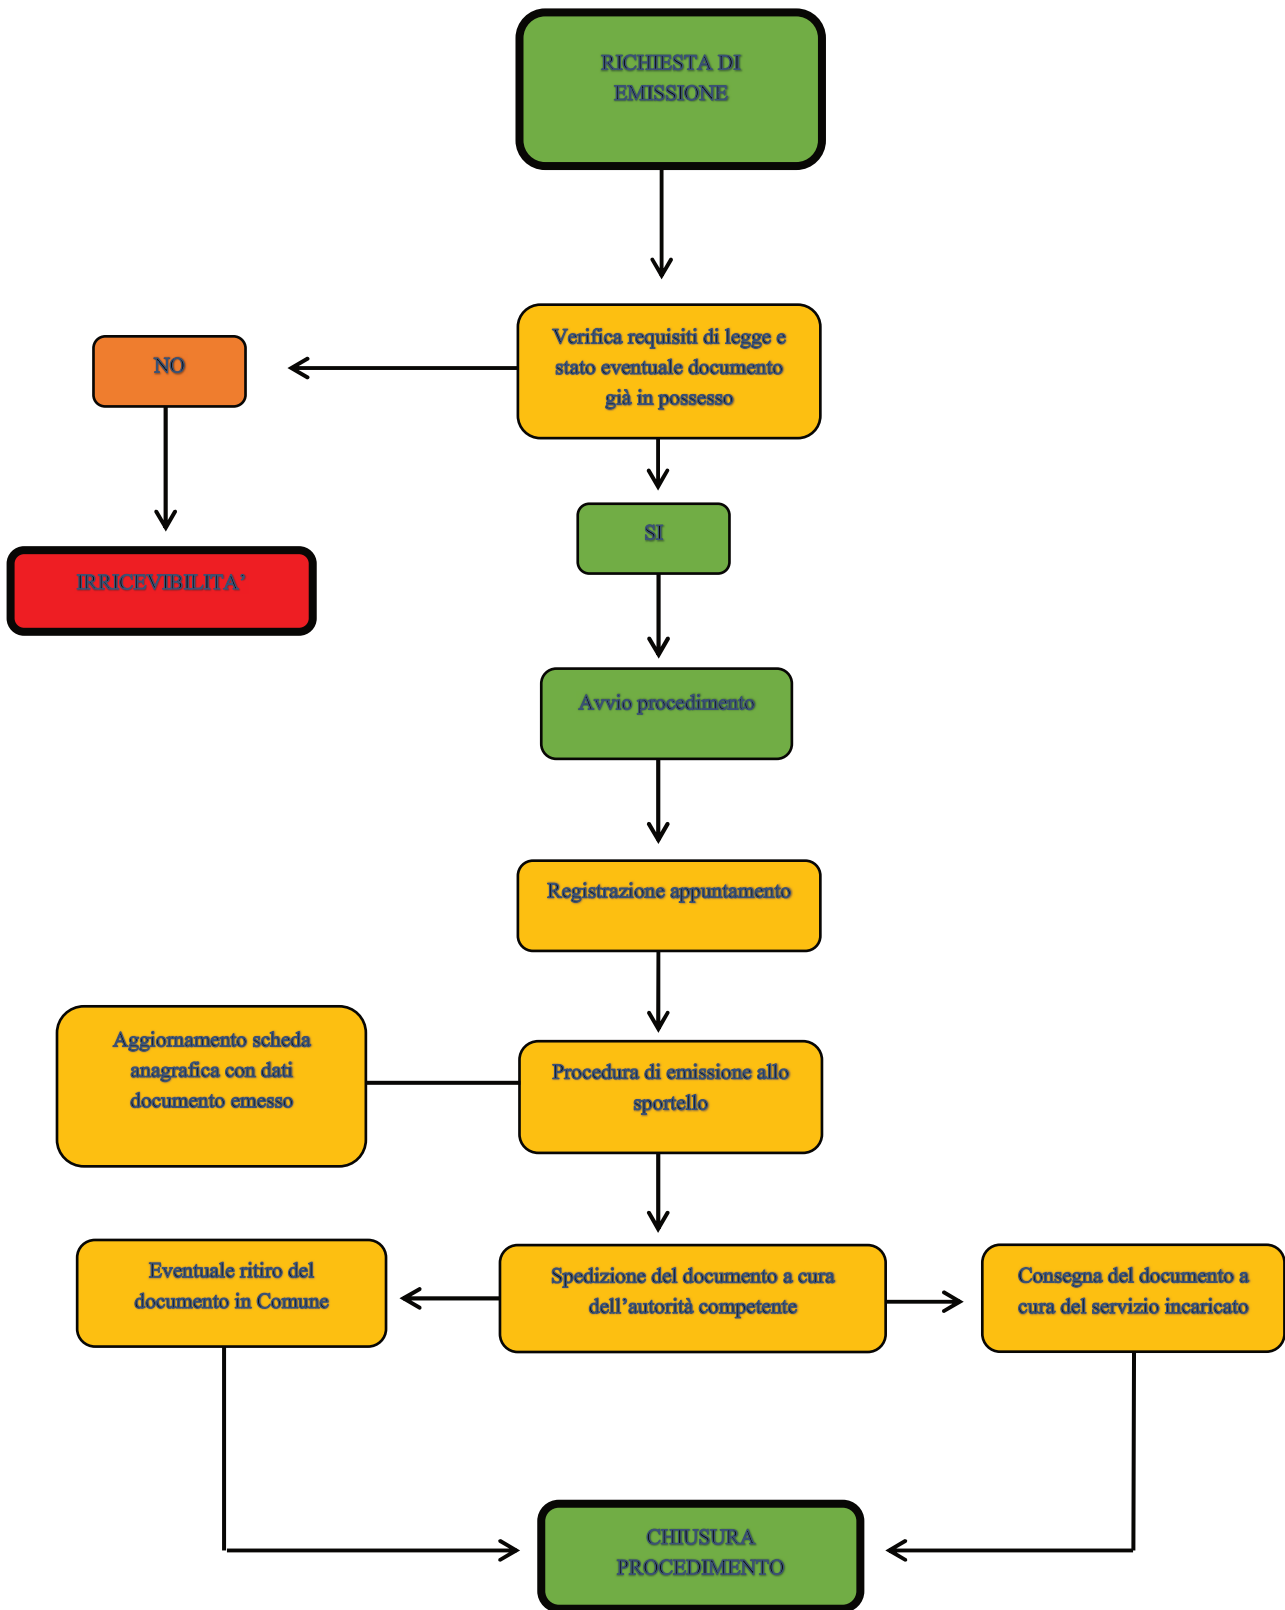 RICHIESTA DI
EMISSIONE
Verifica requisiti di legge e
stato eventuale documento
già in possesso
NO
SI
IRRICEVIBILITA’
Avvio procedimento
Registrazione appuntamento
Aggiornamento scheda
anagrafica con dati
documento emesso
Procedura di emissione allo
sportello
Eventuale ritiro del
documento in Comune
Spedizione del documento a cura
dell’autorità competente
Consegna del documento a
cura del servizio incaricato
CHIUSURA
PROCEDIMENTO